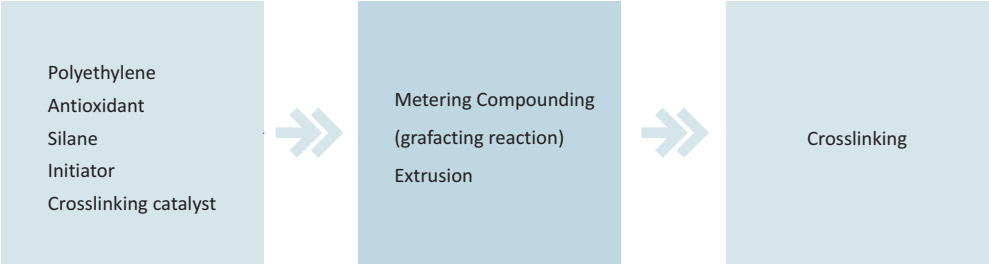 Polyethylene
Antioxidant
Silane
Initiator
Crosslinking catalyst
Metering Compounding
(grafacting reaction)
Extrusion
Crosslinking